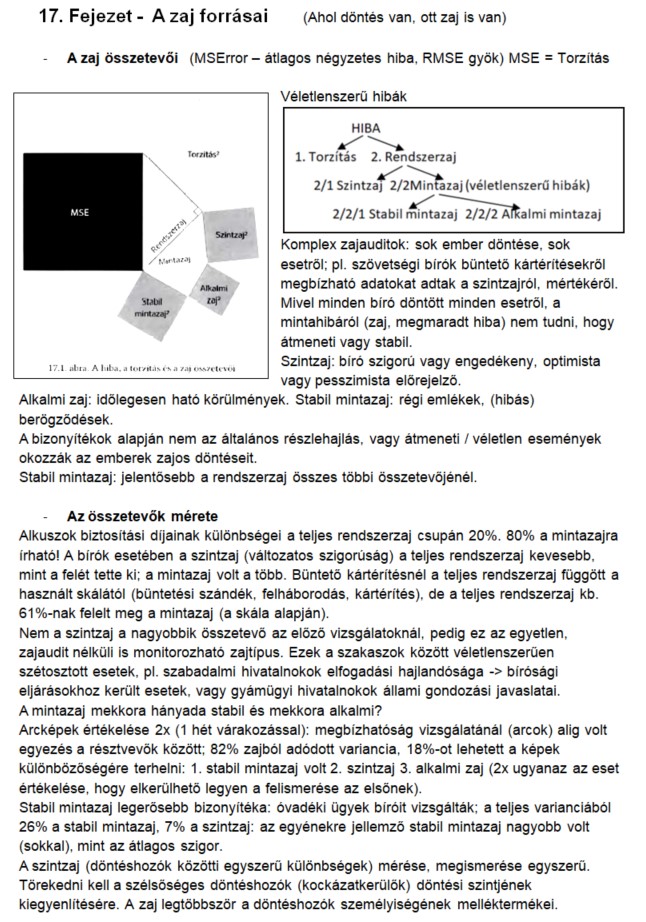 17. Fejezet - A zaj forrásai (Ahol döntés van, ott zaj is van)
- A zaj összetevői (MSError – átlagos négyzetes hiba, RMSE gyök) MSE = Torzítás
MSE
Torzítás²
Rendszerzaj
Mintazaj
Szintzaj²
Alkalmi
zaj²
Stabil
mintazaj²
17.1. ábra. A hiba, a torzítás és a zaj összetevői
Véletlenszerű hibák
HIBA
1. Torzítás 2. Rendszerzaj
2/1 Szintzaj 2/2Mintazaj (véletlenszerű hibák)
2/2/1 Stabil mintazaj 2/2/2 Alkalmi mintazaj
Komplex zajauditok: sok ember döntése, sok
esetről; pl. szövetségi bírók büntető kártérítésekről
megbízható adatokat adtak a szintzajról, mértékéről.
Mivel minden bíró döntött minden esetről, a
mintahibáról (zaj, megmaradt hiba) nem tudni, hogy
átmeneti vagy stabil.
Szintzaj: bíró szigorú vagy engedékeny, optimista
vagy pesszimista előrejelző.
Alkalmi zaj: időlegesen ható körülmények. Stabil mintazaj: régi emlékek, (hibás)
berögződések.
A bizonyítékok alapján nem az általános részlehajlás, vagy átmeneti / véletlen események
okozzák az emberek zajos döntéseit.
Stabil mintazaj: jelentősebb a rendszerzaj összes többi összetevőjénél.
- Az összetevők mérete
Alkuszok biztosítási díjainak különbségei a teljes rendszerzaj csupán 20%. 80% a mintazajra
írható! A bírók esetében a szintzaj (változatos szigorúság) a teljes rendszerzaj kevesebb,
mint a felét tette ki; a mintazaj volt a több. Büntető kártérítésnél a teljes rendszerzaj függött a
használt skálától (büntetési szándék, felháborodás, kártérítés), de a teljes rendszerzaj kb.
61%-nak felelt meg a mintazaj (a skála alapján).
Nem a szintzaj a nagyobbik összetevő az előző vizsgálatoknál, pedig ez az egyetlen,
zajaudit nélküli is monitorozható zajtípus. Ezek a szakaszok között véletlenszerűen
szétosztott esetek, pl. szabadalmi hivatalnokok elfogadási hajlandósága -> bírósági
eljárásokhoz került esetek, vagy gyámügyi hivatalnokok állami gondozási javaslatai.
A mintazaj mekkora hányada stabil és mekkora alkalmi?
Arcképek értékelése 2x (1 hét várakozással): megbízhatóság vizsgálatánál (arcok) alig volt
egyezés a résztvevők között; 82% zajból adódott variancia, 18%-ot lehetett a képek
különbözőségére terhelni: 1. stabil mintazaj volt 2. szintzaj 3. alkalmi zaj (2x ugyanaz az eset
értékelése, hogy elkerülhető legyen a felismerése az elsőnek).
Stabil mintazaj legerősebb bizonyítéka: óvadéki ügyek bíróit vizsgálták; a teljes varianciából
26% a stabil mintazaj, 7% a szintzaj: az egyénekre jellemző stabil mintazaj nagyobb volt
(sokkal), mint az átlagos szigor.
A szintzaj (döntéshozók közötti egyszerű különbségek) mérése, megismerése egyszerű.
Törekedni kell a szélsőséges döntéshozók (kockázatkerülők) döntési szintjének
kiegyenlítésére. A zaj legtöbbször a döntéshozók személyiségének melléktermékei.